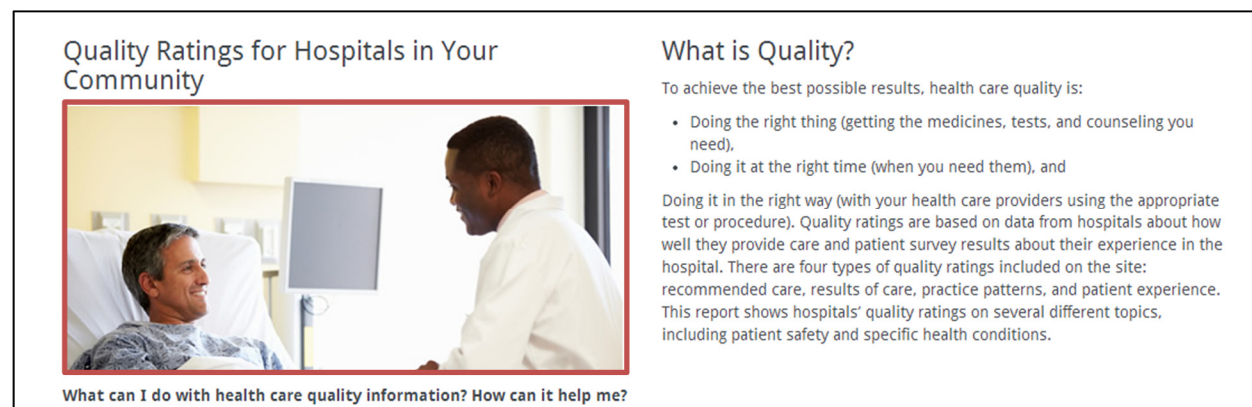 Quality Ratings for Hospitals in Your
Community
What can I do with health care quality information? How can it help me?
What is Quality?
To achieve the best possible results, health care quality is:
• Doing the right thing (getting the medicines, tests, and counseling you
need),
• Doing it at the right time (when you need them), and
Doing it in the right way (with your health care providers using the appropriate
test or procedure). Quality ratings are based on data from hospitals about how
well they provide care and patient survey results about their experience in the
hospital. There are four types of quality ratings included on the site:
recommended care, results of care, practice patterns, and patient experience.
This report shows hospitals’ quality ratings on several different topics,
including patient safety and specific health conditions.